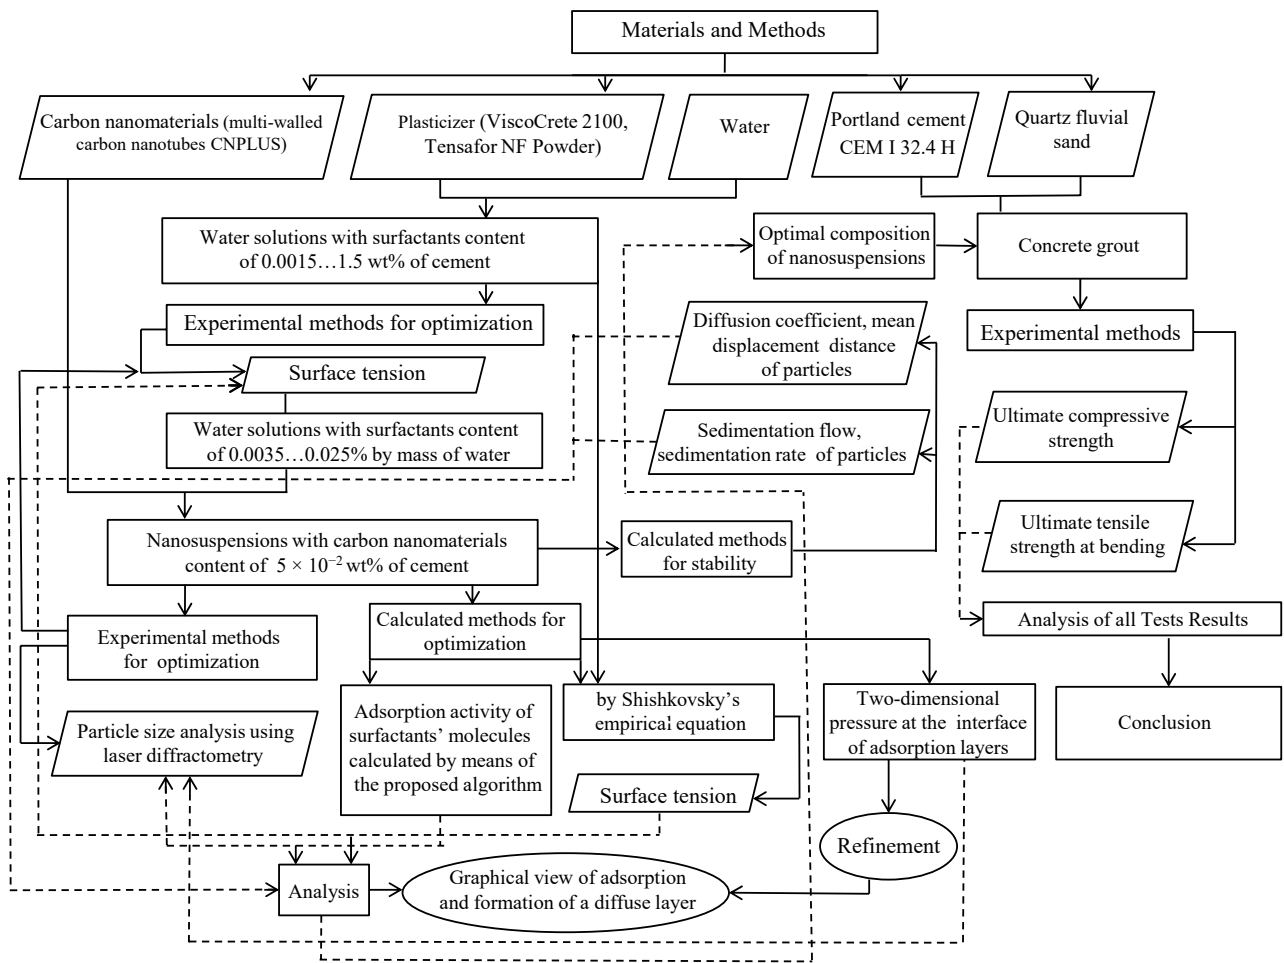 Materials and Methods
Carbon nanomaterials (multi-walled
carbon nanotubes CNPLUS)
Plasticizer (ViscoCrete 2100,
Tensafor NF Powder)
Water
Portland cement
CEM I 32.4 H
Quartz fluvial
sand
Water solutions with surfactants content
of 0.0015…1.5 wt% of cement
Optimal composition
of nanosuspensions
Concrete grout
Experimental methods for optimization
Diffusion coefficient, mean
displacement distance
of particles
Experimental methods
Surface tension
Water solutions with surfactants content
of 0.0035…0.025% by mass of water
Sedimentation flow,
sedimentation rate of particles
Ultimate compressive
strength
Nanosuspensions with carbon nanomaterials
content of 5 × 10⁻² wt% of cement
Calculated methods
for stability
Ultimate tensile
strength at bending
Experimental methods
for optimization
Calculated methods for
optimization
Analysis of all Tests Results
Particle size analysis using
laser diffractometry
Adsorption activity of
surfactants’ molecules
calculated by means of
the proposed algorithm
by Shishkovsky’s
empirical equation
Two-dimensional
pressure at the interface
of adsorption layers
Conclusion
Surface tension
Refinement
Analysis
Graphical view of adsorption
and formation of a diffuse layer